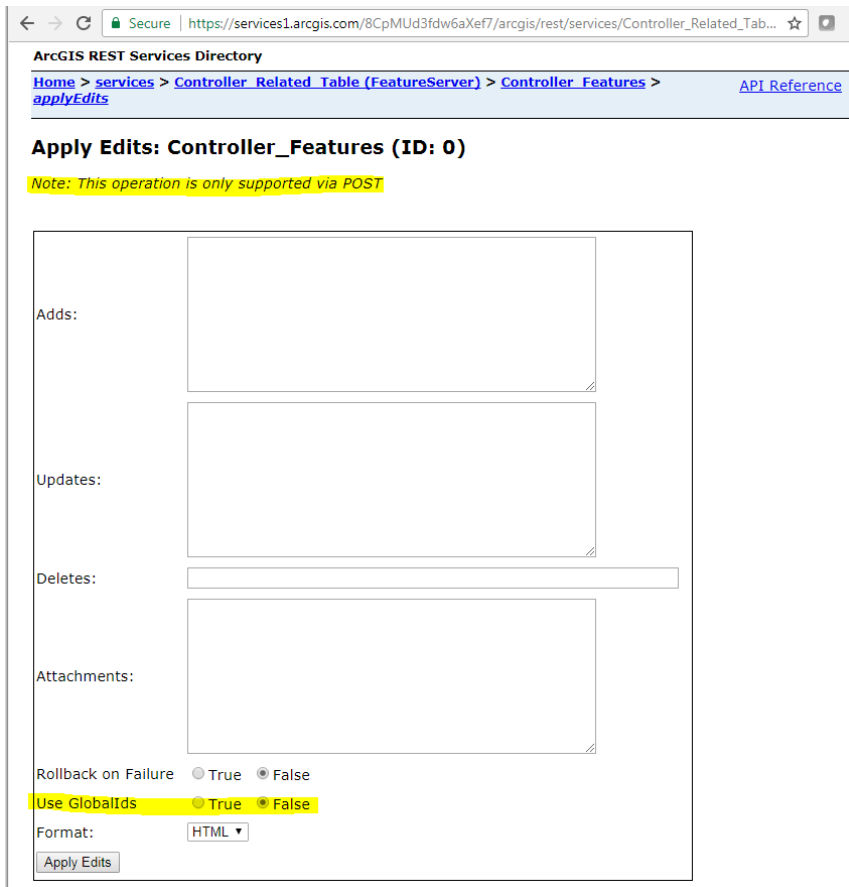 Secure | https://services1.arcgis.com/8CpMUd3fdw6aXef7/arcgis/rest/services/Controller_Related_Tab...
ArcGIS REST Services Directory
Home > services > Controller_Related_Table (FeatureServer) > Controller_Features >
applyEdits
API Reference
Apply Edits: Controller_Features (ID: 0)
Note: This operation is only supported via POST
Adds:
Updates:
Deletes:
Attachments:
Rollback on Failure True False
Use GlobalIds True False
Format: HTML
Apply Edits